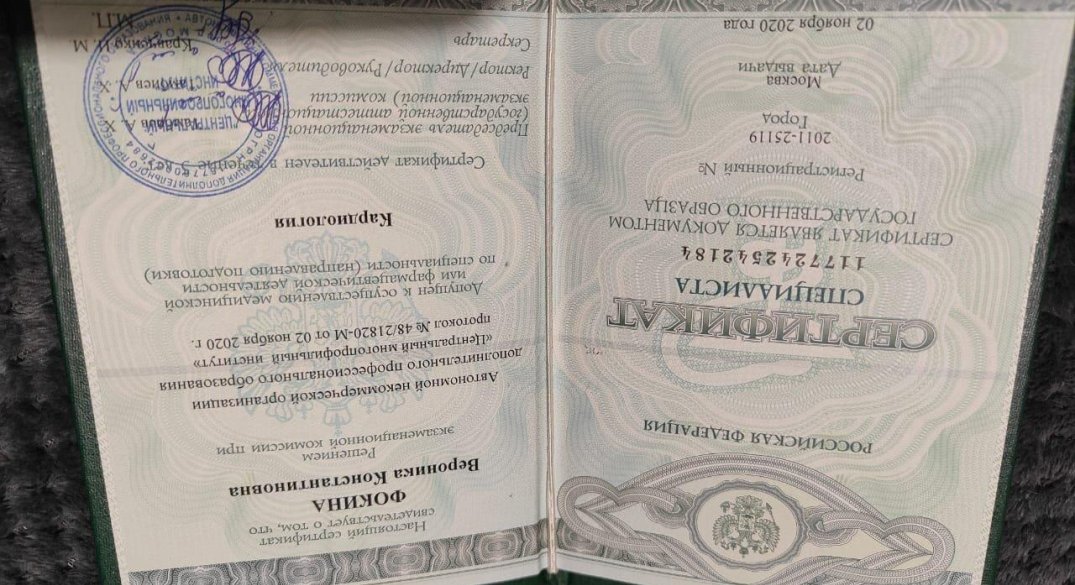 РОССИЙСКАЯ ФЕДЕРАЦИЯ
СЕРТИФИКАТ
СПЕЦИАЛИСТА
1177242542184
СЕРТИФИКАТ ЯВЛЯЕТСЯ ДОКУМЕНТОМ
ГОСУДАРСТВЕННОГО ОБРАЗЦА
Регистрационный №
2011-25119
Город
Москва
Дата выдачи
02 ноября 2020 года
Настоящий сертификат
свидетельствует о том, что
ФОКИНА
Вероника Константиновна
Решением
экзаменационной комиссии при
Автономной некоммерческой организации
дополнительного профессионального образования
«Центральный многопрофильный институт»
протокол № 48/21820-М от 02 ноября 2020 г.
Допущен к осуществлению медицинской
или фармацевтической деятельности
по специальности (направлению подготовки)
Кардиология
Сертификат действителен в течение 5 лет
Председатель экзаменационной
(государственной аттестационной
экзаменационной) комиссии
Ректор/Директор/Руководитель
Секретарь
Кравченко И. М.
М.П.
"ЦЕНТРАЛЬНЫЙ
МНОГОПРОФИЛЬНЫЙ
ИНСТИТУТ"